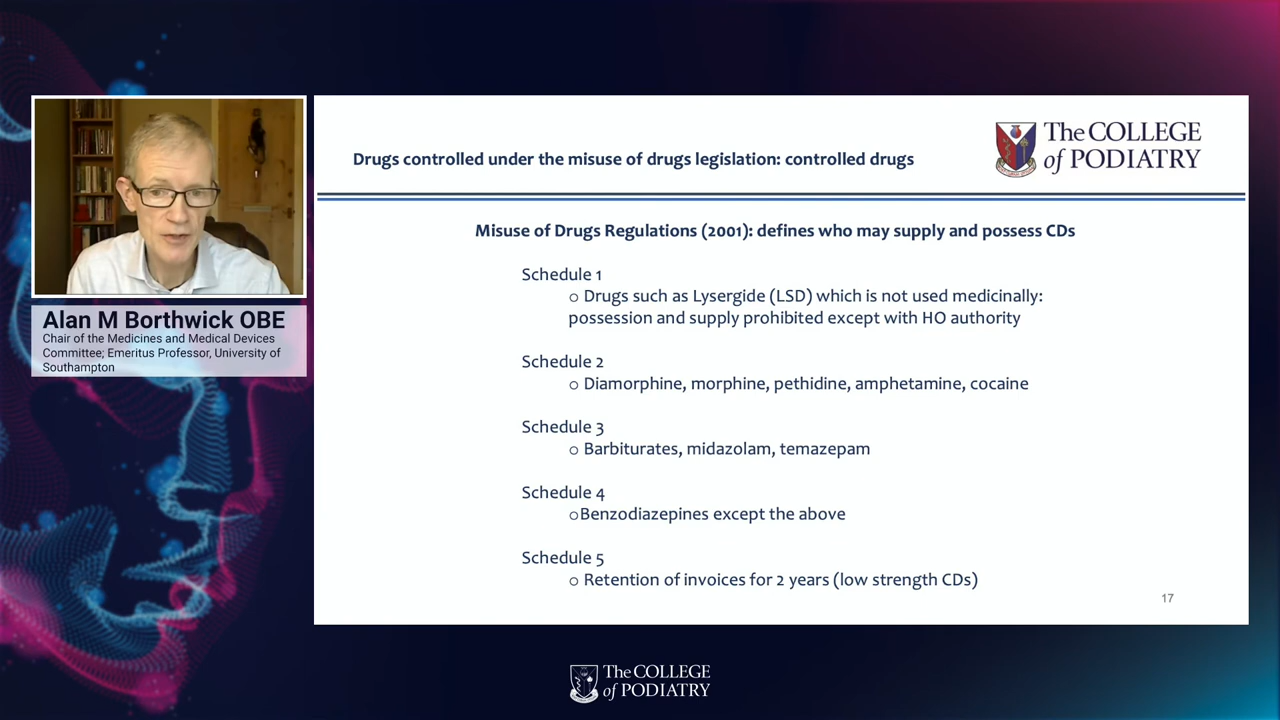 Alan M Borthwick OBE
Chair of the Medicines and Medical Devices
Committee; Emeritus Professor, University of
Southampton
Drugs controlled under the misuse of drugs legislation: controlled drugs
The COLLEGE
of PODIATRY
Misuse of Drugs Regulations (2001): defines who may supply and possess CDs
Schedule 1
o Drugs such as Lysergide (LSD) which is not used medicinally:
possession and supply prohibited except with HO authority
Schedule 2
o Diamorphine, morphine, pethidine, amphetamine, cocaine
Schedule 3
o Barbiturates, midazolam, temazepam
Schedule 4
oBenzodiazepines except the above
Schedule 5
o Retention of invoices for 2 years (low strength CDs)
17
The COLLEGE
of PODIATRY